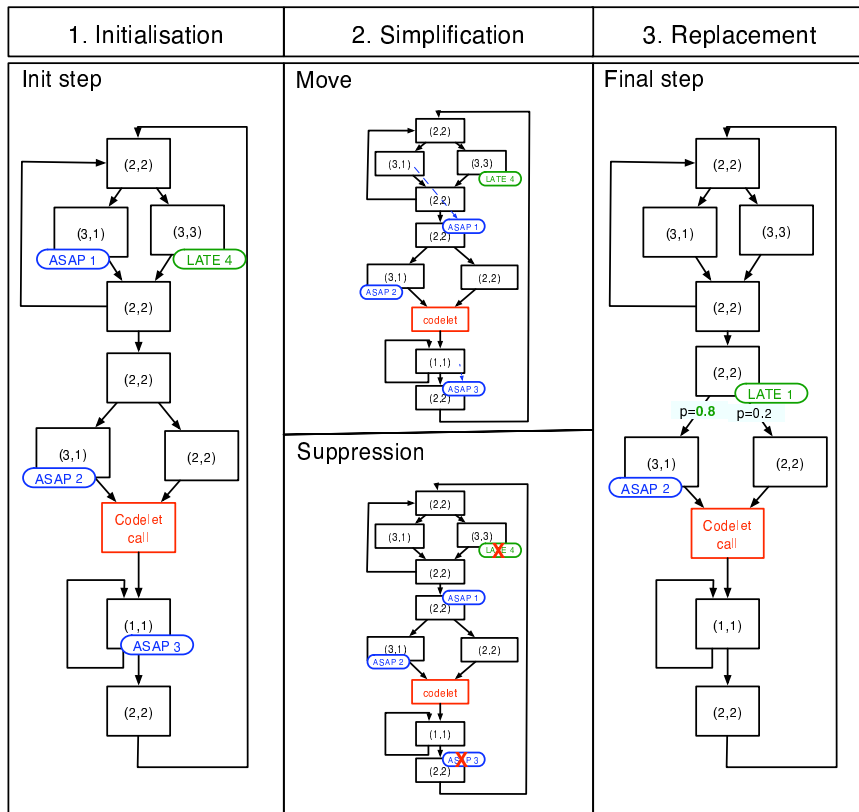 1. Initialisation
2. Simplification
3. Replacement
Init step
(2,2)
(3,1)
(3,3)
ASAP 1
LATE 4
(2,2)
(2,2)
(3,1)
(2,2)
ASAP 2
Codelet
call
(1,1)
ASAP 3
(2,2)
Move
(2,2)
(3,1)
(3,3)
LATE 4
(2,2)
ASAP 1
(2,2)
(3,1)
(2,2)
ASAP 2
codelet
(1,1)
ASAP 3
(2,2)
Suppression
(2,2)
(3,1)
(3,3)
LATE 4
(2,2)
ASAP 1
(2,2)
(3,1)
(2,2)
ASAP 2
codelet
(1,1)
ASAP 3
(2,2)
Final step
(2,2)
(3,1)
(3,3)
(2,2)
(2,2)
LATE 1
p=0.8
p=0.2
(3,1)
(2,2)
ASAP 2
Codelet
call
(1,1)
(2,2)